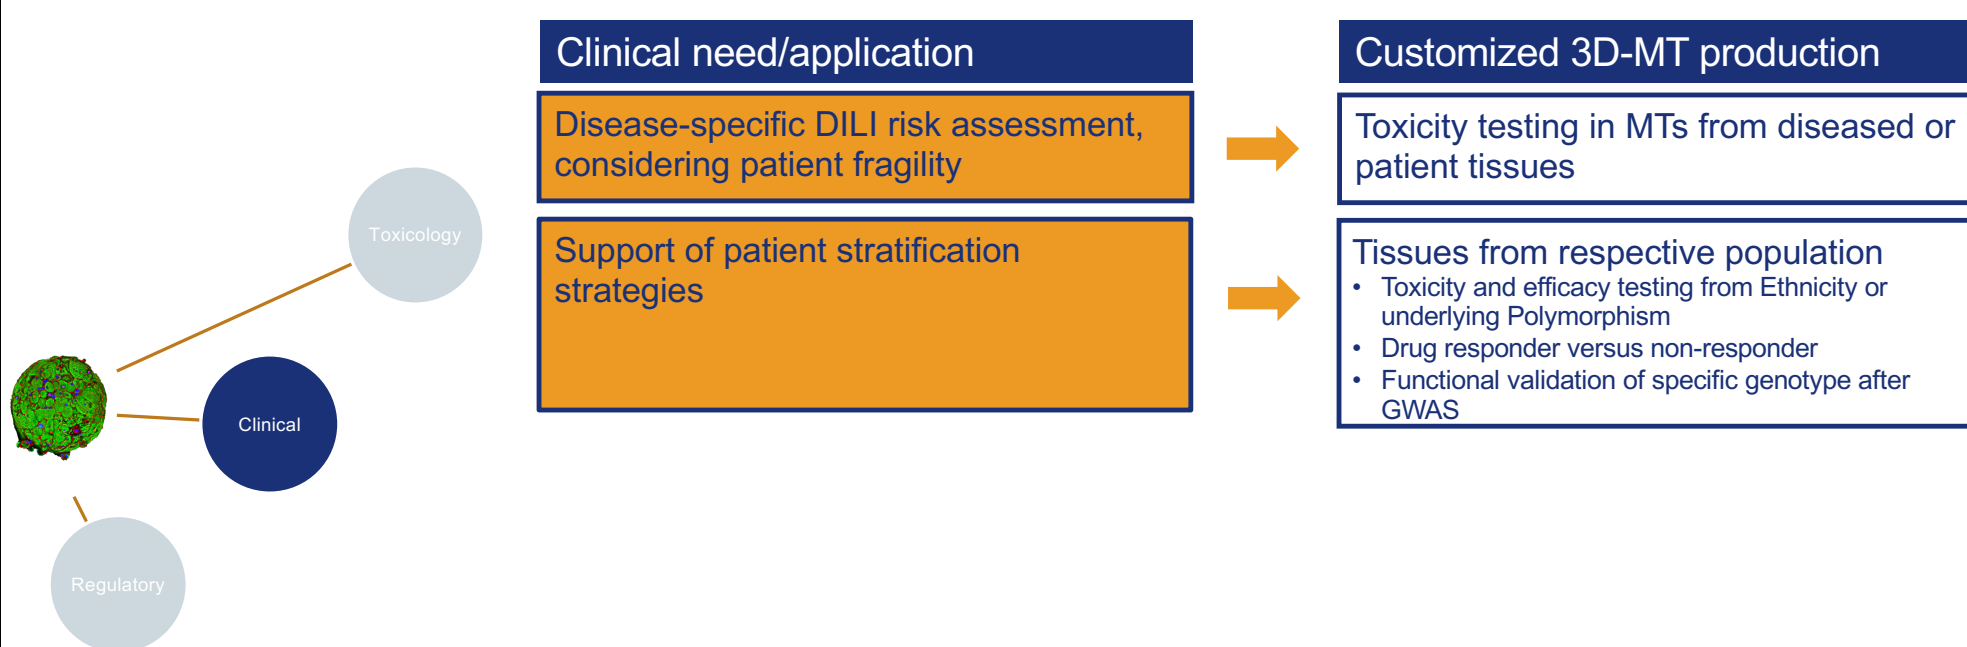 Clinical need/application
Customized 3D-MT production
Disease-specific DILI risk assessment,
considering patient fragility
Toxicity testing in MTs from diseased or
patient tissues
Support of patient stratification
strategies
Tissues from respective population
• Toxicity and efficacy testing from Ethnicity or
underlying Polymorphism
• Drug responder versus non-responder
• Functional validation of specific genotype after
GWAS
Toxicology
Clinical
Regulatory